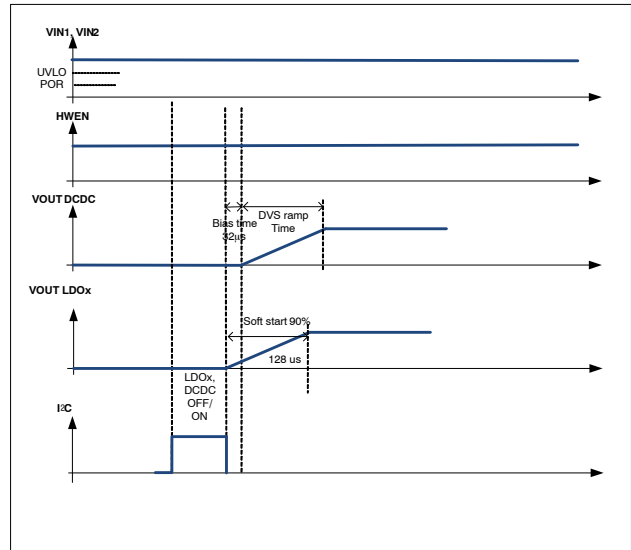 VIN1, VIN2
UVLO
POR
HWEN
VOUT DCDC
Bias time
32µs
DVS ramp
Time
VOUT LDOx
Soft start 90%
128 us
LDOx,
DCDC
OFF/
ON
I²C